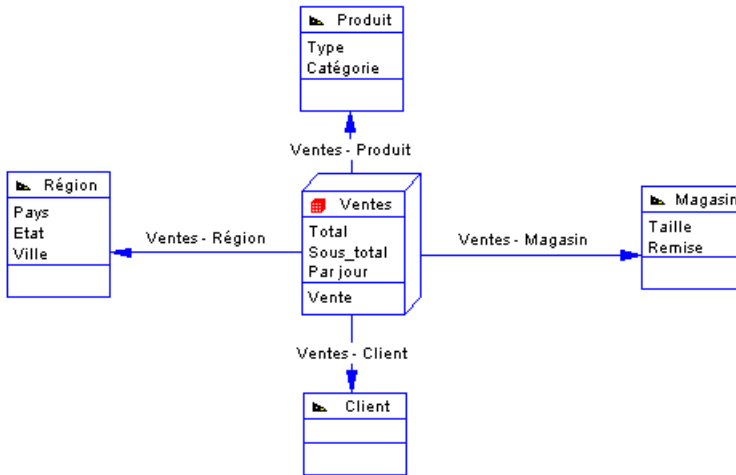 Produit
Type
Catégorie
Ventes - Produit
Région
Pays
Etat
Ville
Ventes - Région
Ventes
Total
Sous_total
Par jour
Vente
Ventes - Magasin
Magasin
Taille
Remise
Ventes - Client
Client